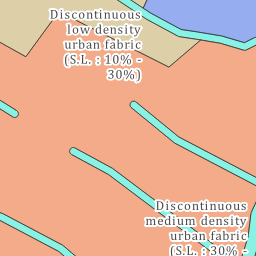 Discontinuous
low density
urban fabric
(S.L. : 10% -
30%)
Discontinuous
medium density
urban fabric
(S.L. : 30% -